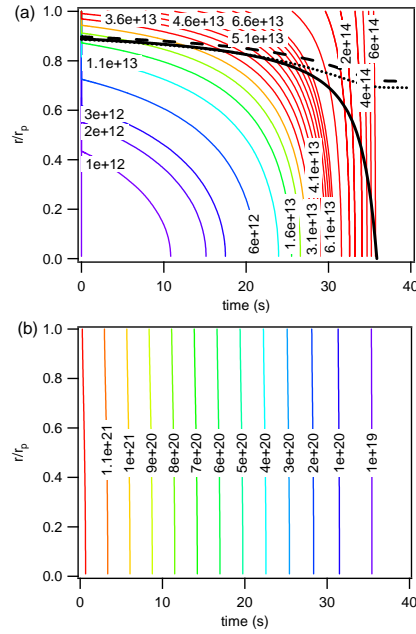 (a)
1.0
0.8
0.6
0.4
0.2
0.0
r/rp
3.6e+13
4.6e+13
6.6e+13
5.1e+13
1.1e+13
3e+12
2e+12
1e+12
6e+12
1.6e+13
3.1e+13
4.1e+13
6.1e+13
2e+14
4e+14
6e+14
0 10 20 30 40
time (s)
(b)
1.0
0.8
0.6
0.4
0.2
0.0
r/rp
1.1e+21
1e+21
9e+20
8e+20
7e+20
6e+20
5e+20
4e+20
3e+20
2e+20
1e+20
1e+19
0 10 20 30 40
time (s)